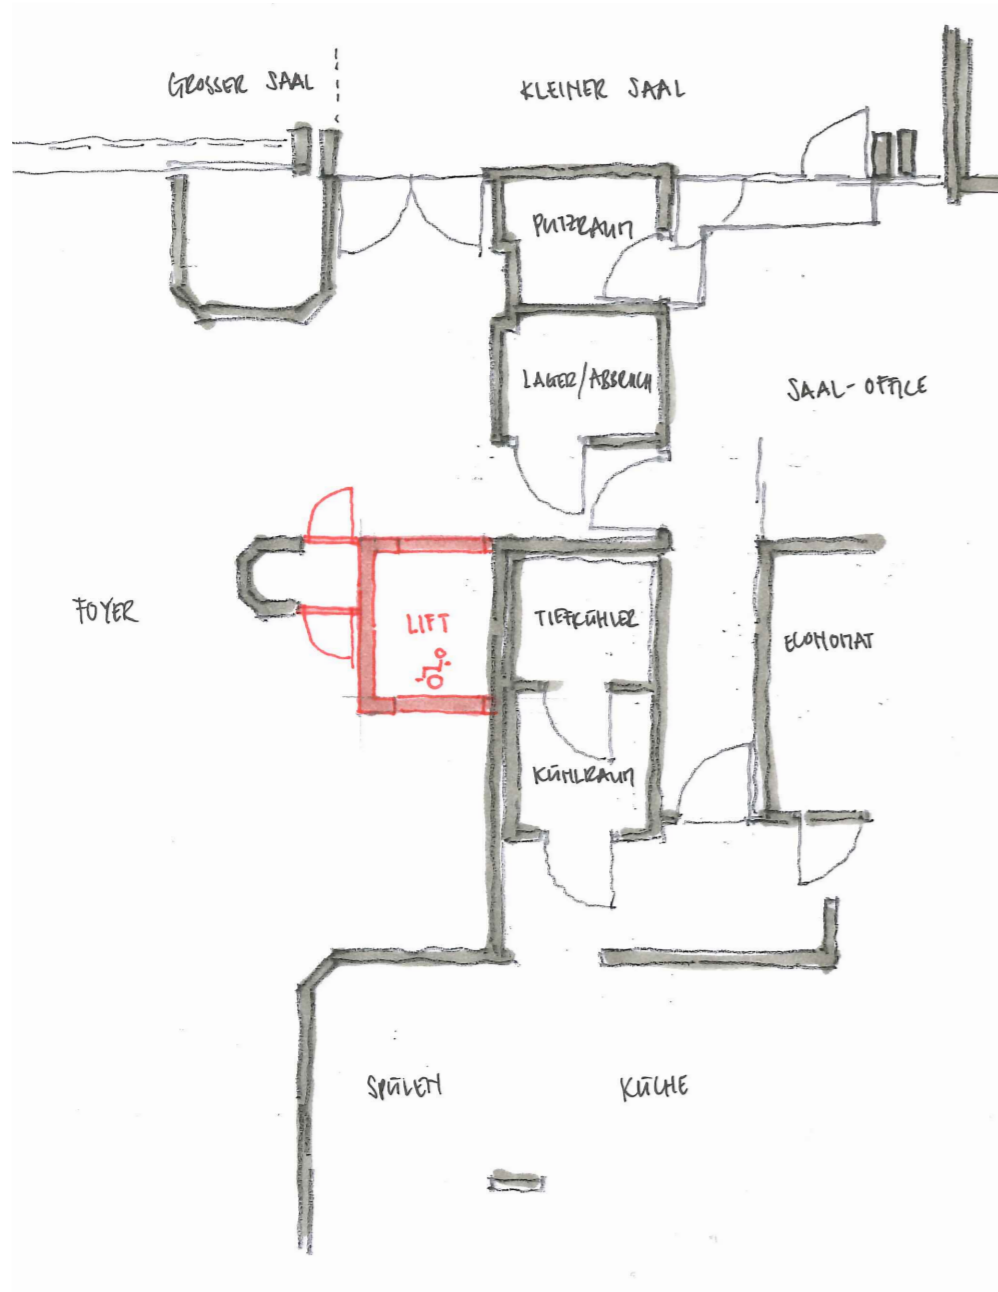 GROSSER SAAL
KLEINER SAAL
PUTZRAUM
LAGER/ABBRUCH
SAAL-OFFICE
FOYER
LIFT
TIEFKÜHLER
ECONOMAT
KÜHLRAUM
SPÜLEN
KÜCHE